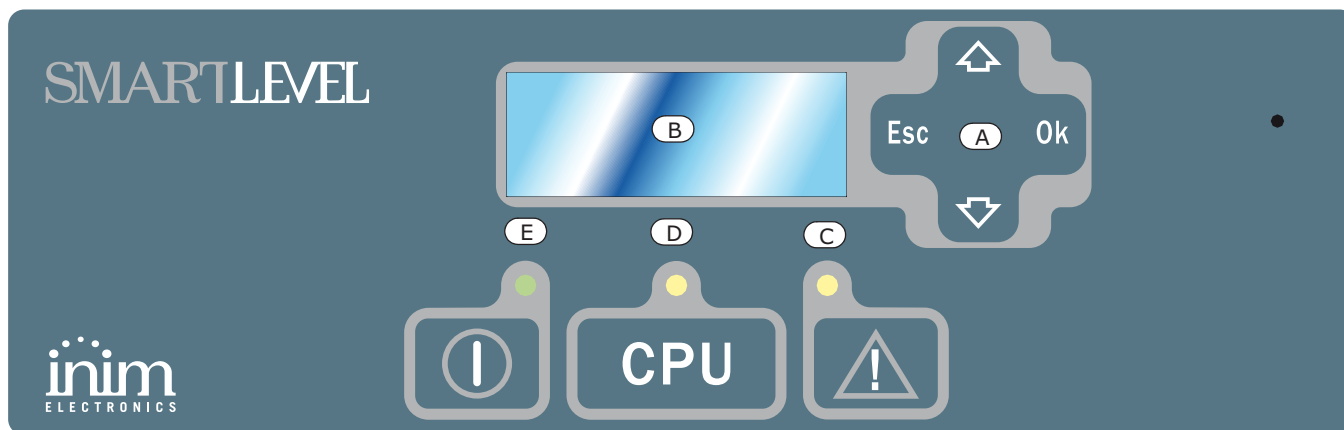 SMARTLEVEL
B
Esc A Ok
E D C
CPU
!
inim
ELECTRONICS